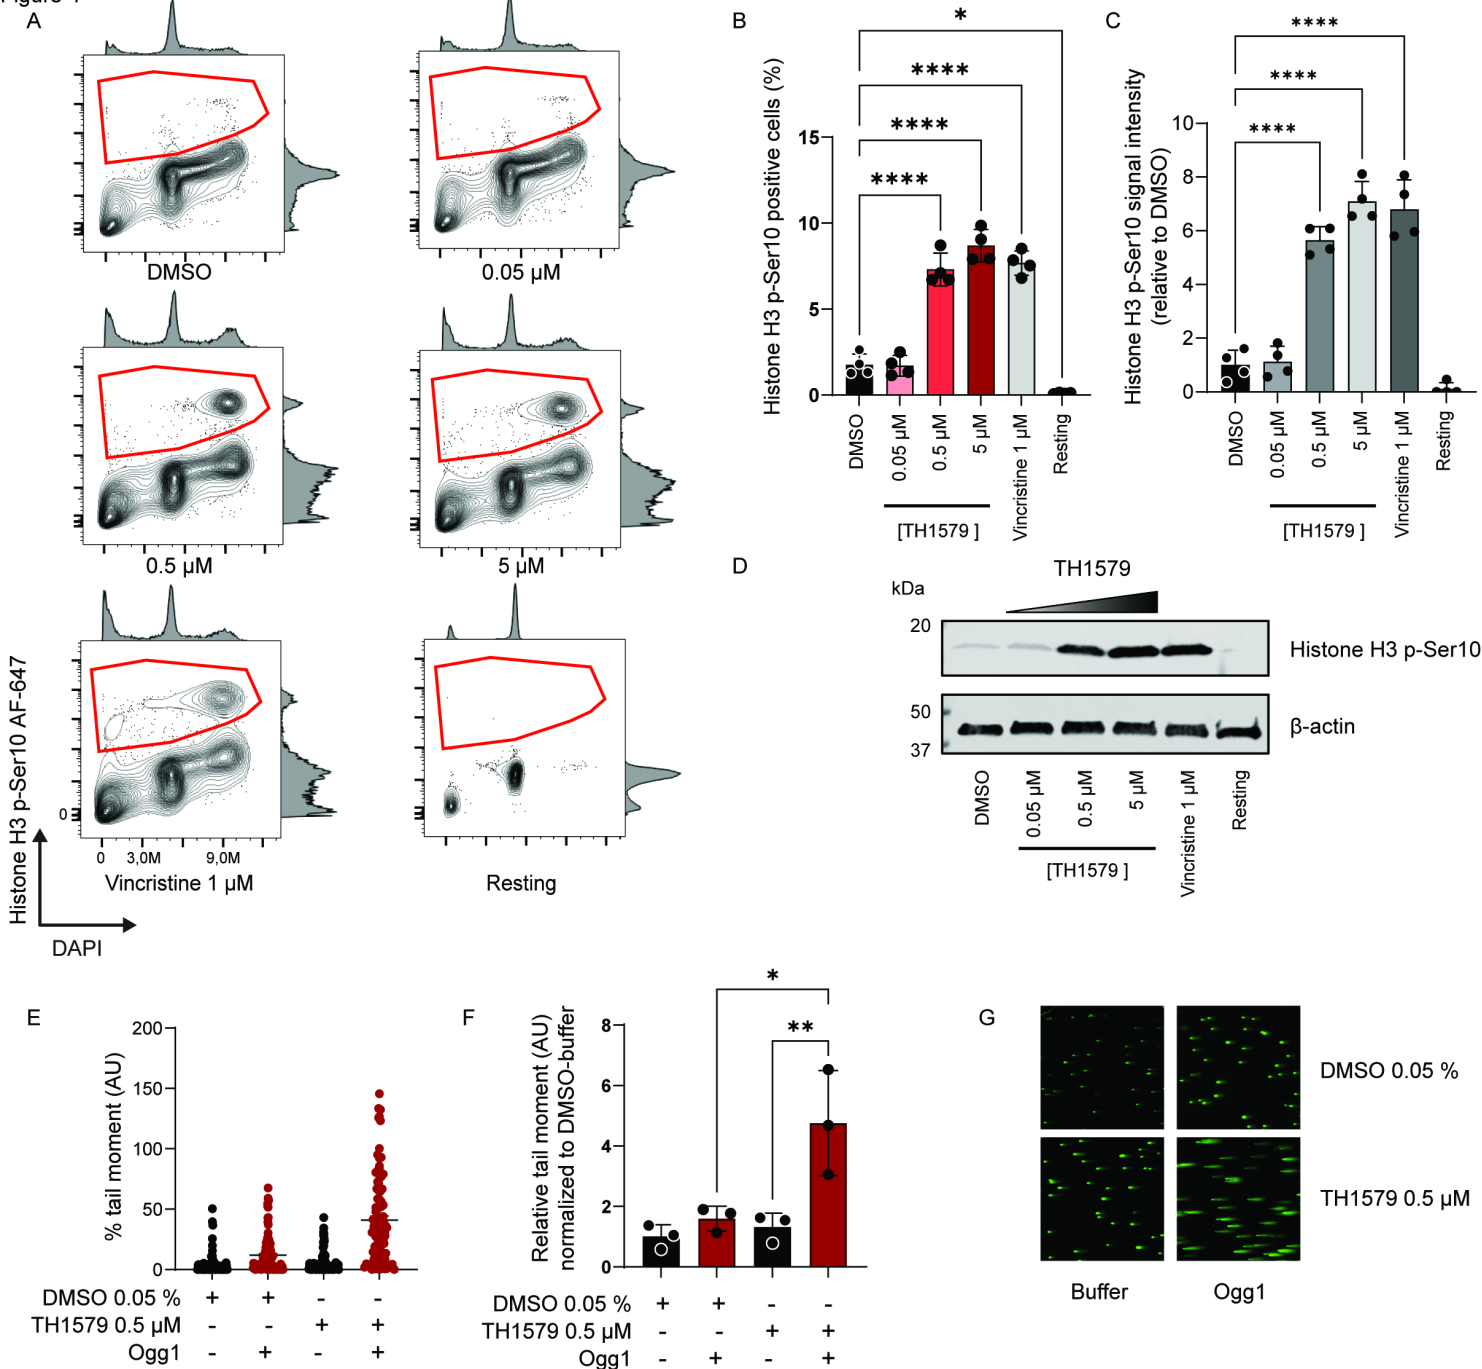 A
DMSO
0.05 µM
0.5 µM
5 µM
0
0 3,0M 9,0M
Vincristine 1 µM
Resting
Histone H3 p-Ser10 AF-647
DAPI
B
Histone H3 p-Ser10 positive cells (%)
*
****
****
****
15
10
5
0
DMSO
0.05 µM
0.5 µM
5 µM
Vincristine 1 µM
Resting
[TH1579 ]
C
Histone H3 p-Ser10 signal intensity
(relative to DMSO)
****
****
****
10
8
6
4
2
0
DMSO
0.05 µM
0.5 µM
5 µM
Vincristine 1 µM
Resting
[TH1579 ]
D
TH1579
kDa
20
Histone H3 p-Ser10
50
β-actin
37
DMSO
0.05 µM
0.5 µM
5 µM
Vincristine 1 µM
Resting
[TH1579 ]
E
% tail moment (AU)
200
150
100
50
0
DMSO 0.05 % + + - -
TH1579 0.5 µM - - + +
Ogg1 - + - +
F
Relative tail moment (AU)
normalized to DMSO-buffer
*
**
8
6
4
2
0
DMSO 0.05 % + + - -
TH1579 0.5 µM - - + +
Ogg1 - + - +
G
DMSO 0.05 %
TH1579 0.5 µM
Buffer Ogg1